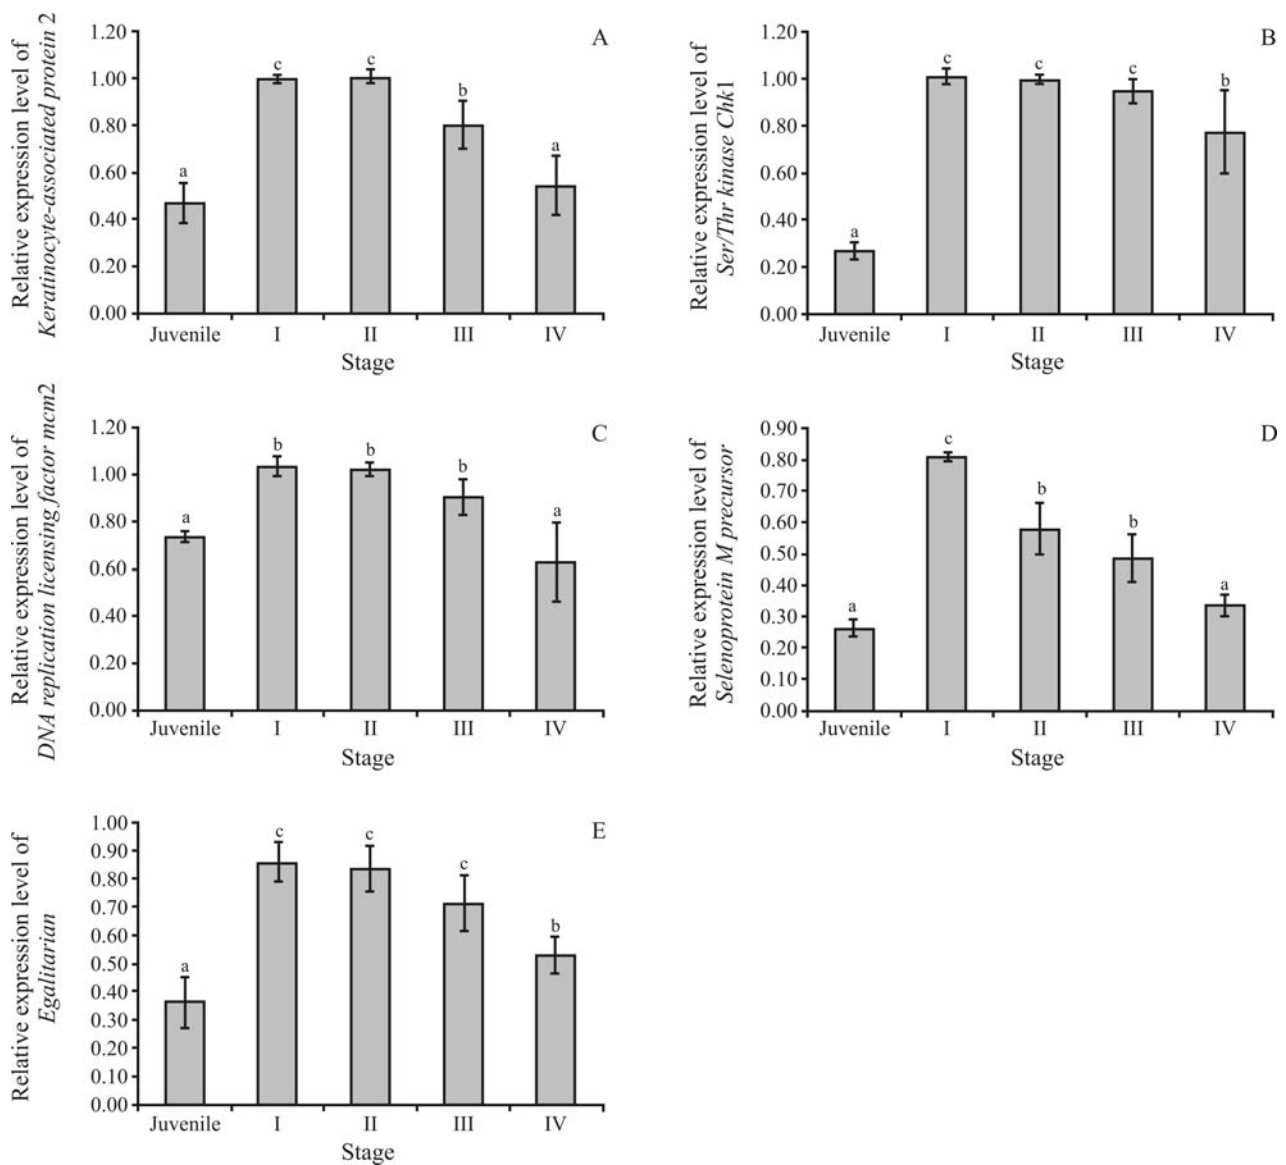 Relative expression level of
Keratinocyte-associated protein 2
1.20
1.00
0.80
0.60
0.40
0.20
0.00
A
a
c
c
b
a
Juvenile I II III IV
Stage
Relative expression level of
Ser/Thr kinase Chk1
1.20
1.00
0.80
0.60
0.40
0.20
0.00
B
a
c
c
c
b
Juvenile I II III IV
Stage
Relative expression level of
DNA replication licensing factor mcm2
1.20
1.00
0.80
0.60
0.40
0.20
0.00
C
a
b
b
b
a
Juvenile I II III IV
Stage
Relative expression level of
Selenoprotein M precursor
0.90
0.80
0.70
0.60
0.50
0.40
0.30
0.20
0.10
0.00
D
a
c
b
b
a
Juvenile I II III IV
Stage
Relative expression level of
Egalitarian
1.00
0.90
0.80
0.70
0.60
0.50
0.40
0.30
0.20
0.10
0.00
E
a
c
c
c
b
Juvenile I II III IV
Stage